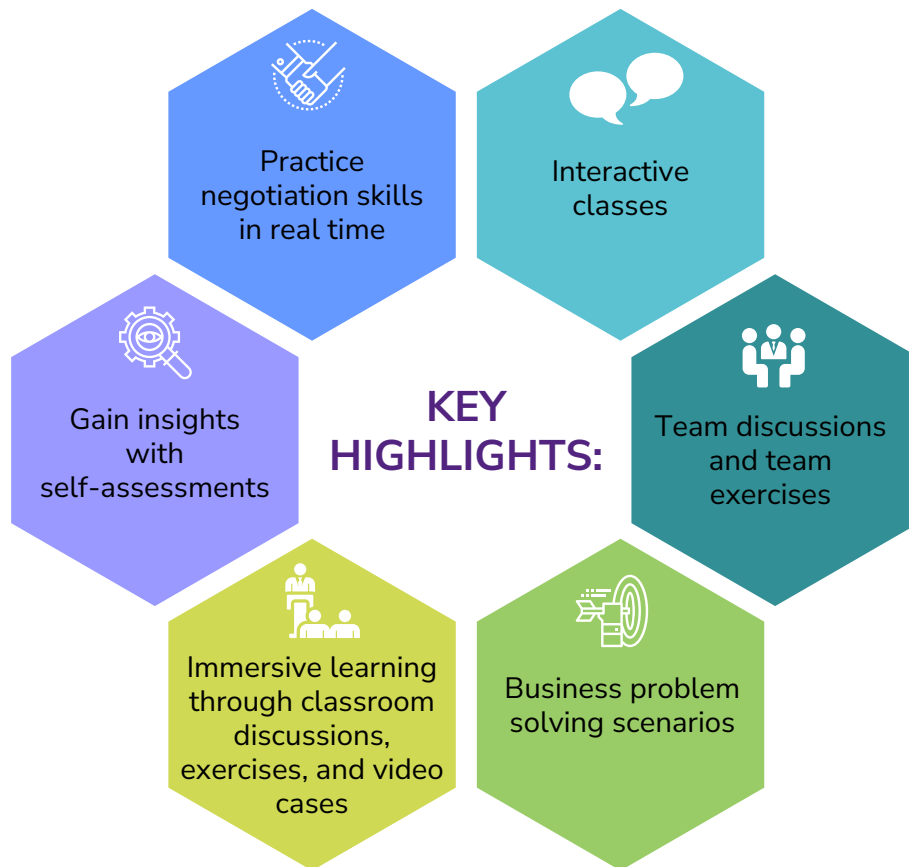 Practice
negotiation skills
in real time
Interactive
classes
Gain insights
with
self-assessments
KEY
HIGHLIGHTS:
Team discussions
and team
exercises
Immersive learning
through classroom
discussions,
exercises, and video
cases
Business problem
solving scenarios